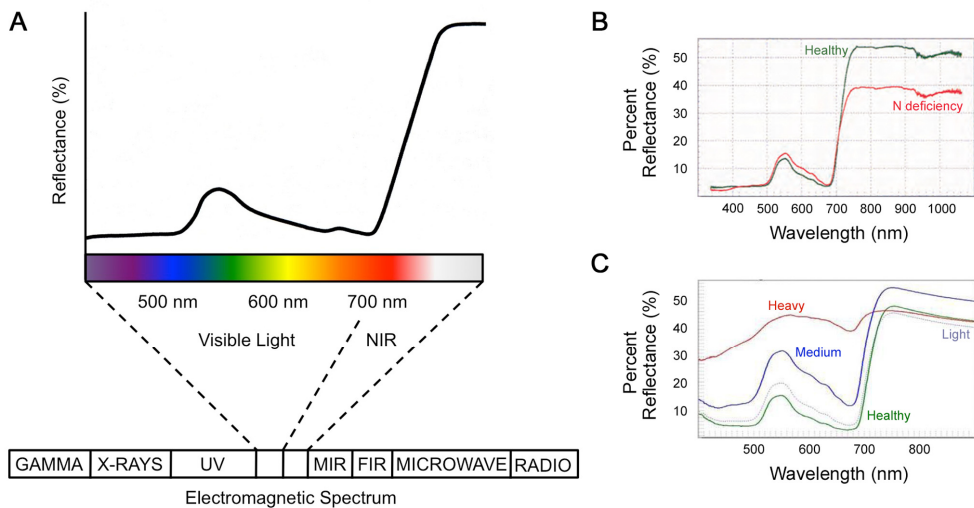 A
Reflectance (%)
500 nm
600 nm
700 nm
Visible Light
NIR
GAMMA
X-RAYS
UV
MIR
FIR
MICROWAVE
RADIO
Electromagnetic Spectrum
B
Percent
Reflectance (%)
50
40
30
20
10
Healthy
N deficiency
400
500
600
700
800
900
1000
Wavelength (nm)
C
Percent
Reflectance (%)
50
40
30
20
10
Heavy
Medium
Light
Healthy
500
600
700
800
Wavelength (nm)